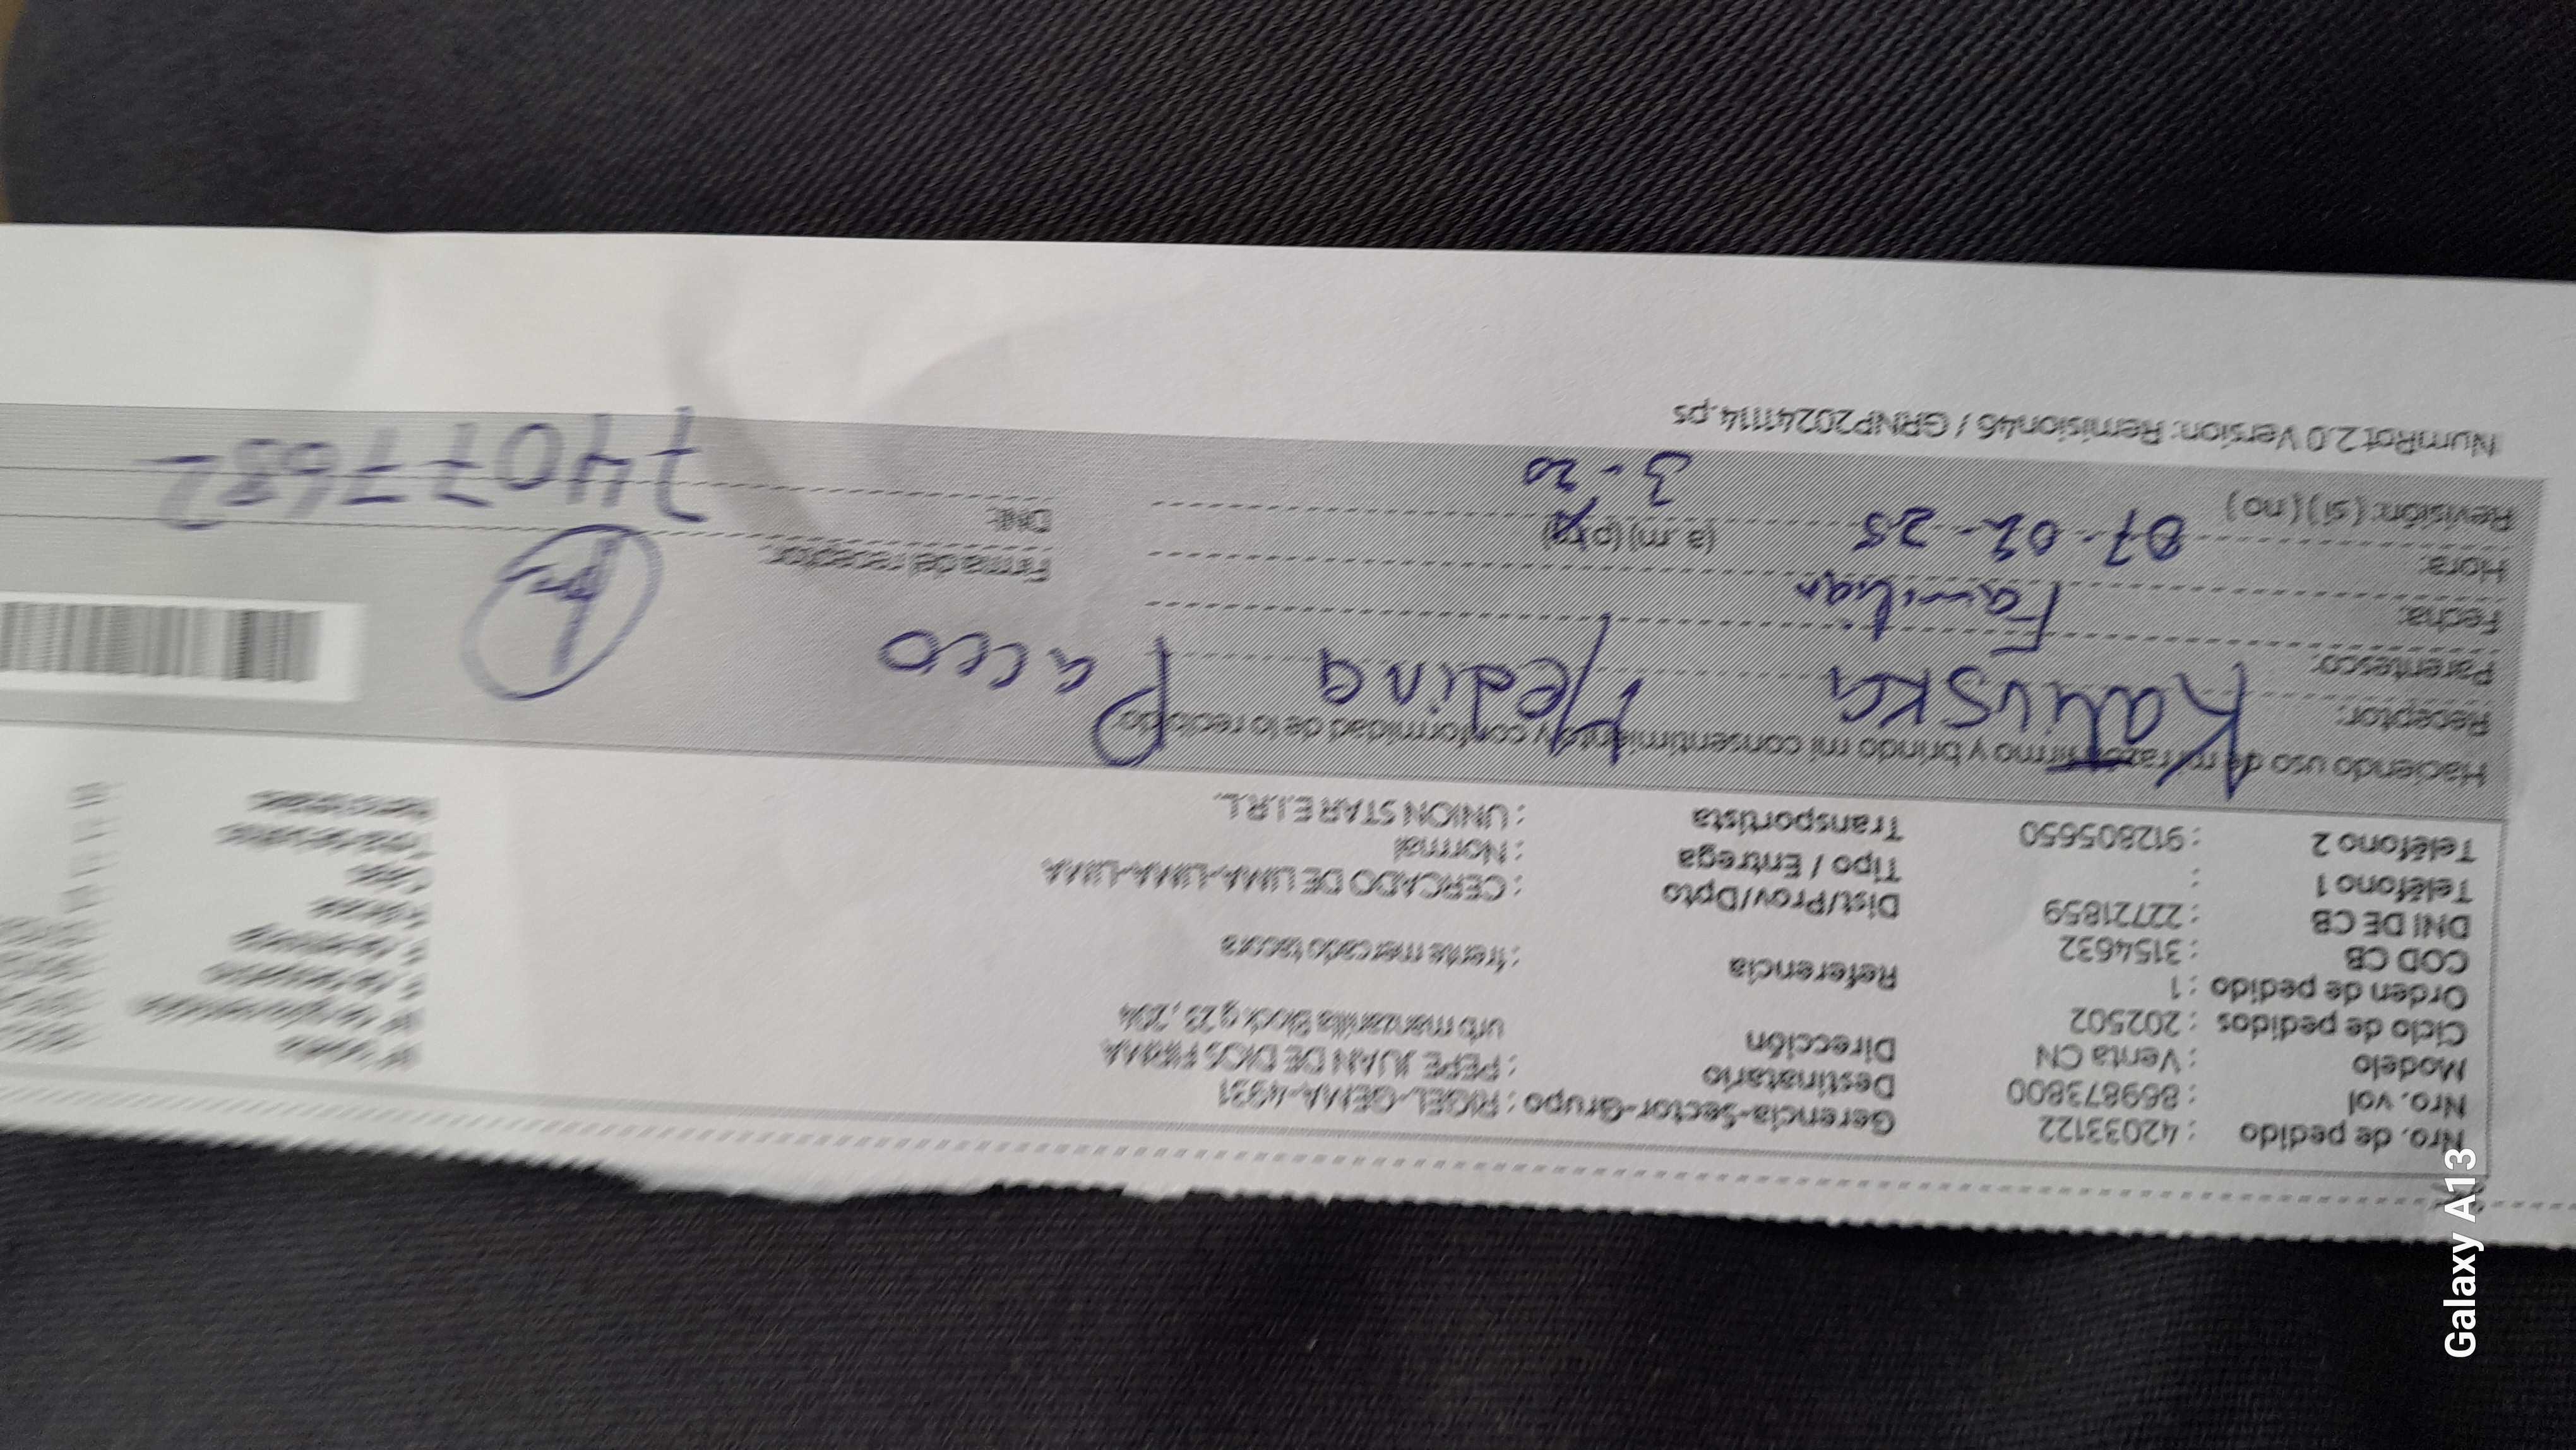 Nro. de pedido : 42033122
Nro. vol : 869873800
Modelo : Venta CN
Ciclo de pedidos : 202502
Orden de pedido : 1
COD CB : 3154632
DNI DE CB : 22721859
Teléfono 1 :
Teléfono 2 : 912805650
Gerencia-Sector-Grupo : RIGEL-GEMA-4931
Destinatario : PEPE JUAN DE DIOS FIRMA
Dirección
urb manzanilla Block q 23 , 204
Referencia : frente mercado tacora
Dist/Prov/Dpto : CERCADO DE LIMA-LIMA-LIMA
Tipo / Entrega : Normal
Transportista : UNION STAR E.I.R.L.
Haciendo uso de mi razón firmo y brindo mi consentimiento y conformidad de lo recibido
Receptor: Katiuska Medina Pacco
Parentesco: Familiar
Fecha: 07-02-25
Hora: (a.m) (p.m) 3-20
Revisión: (si) (no)
Firma del receptor:
DNI: 74077682
NumRot 2.0 Version: Remision46 / GRNP20241114.ps
Galaxy A13